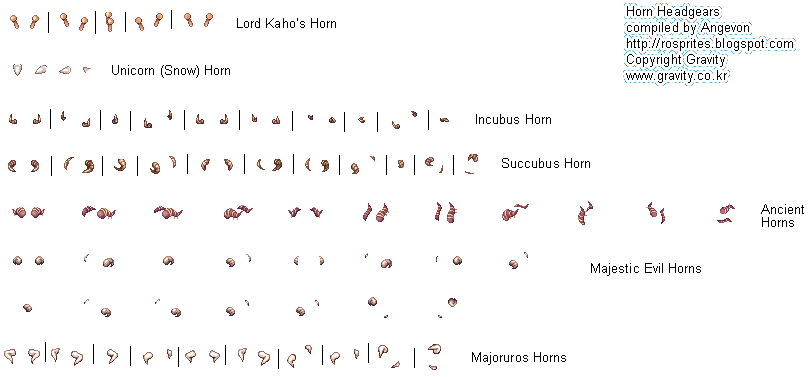 Horn Headgears
compiled by Angevon
http://rosprites.blogspot.com
Copyright Gravity
www.gravity.co.kr
Lord Kaho's Horn
Unicorn (Snow) Horn
Incubus Horn
Succubus Horn
Ancient
Horns
Majestic Evil Horns
Majoruros Horns